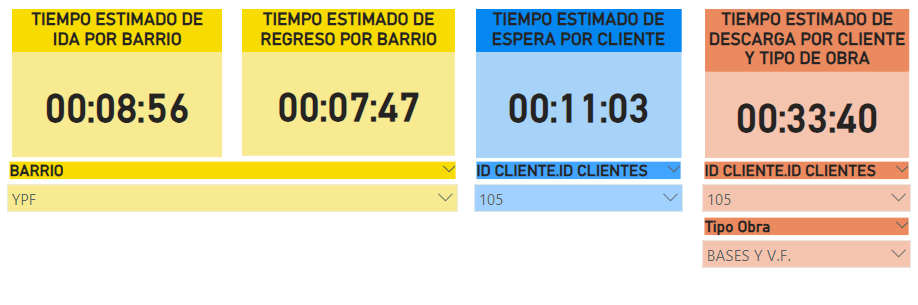 TIEMPO ESTIMADO DE
IDA POR BARRIO
00:08:56
TIEMPO ESTIMADO DE
REGRESO POR BARRIO
00:07:47
BARRIO
YPF
TIEMPO ESTIMADO DE
ESPERA POR CLIENTE
00:11:03
ID CLIENTE.ID CLIENTES
105
TIEMPO ESTIMADO DE
DESCARGA POR CLIENTE
Y TIPO DE OBRA
00:33:40
ID CLIENTE.ID CLIENTES
105
Tipo Obra
BASES Y V.F.